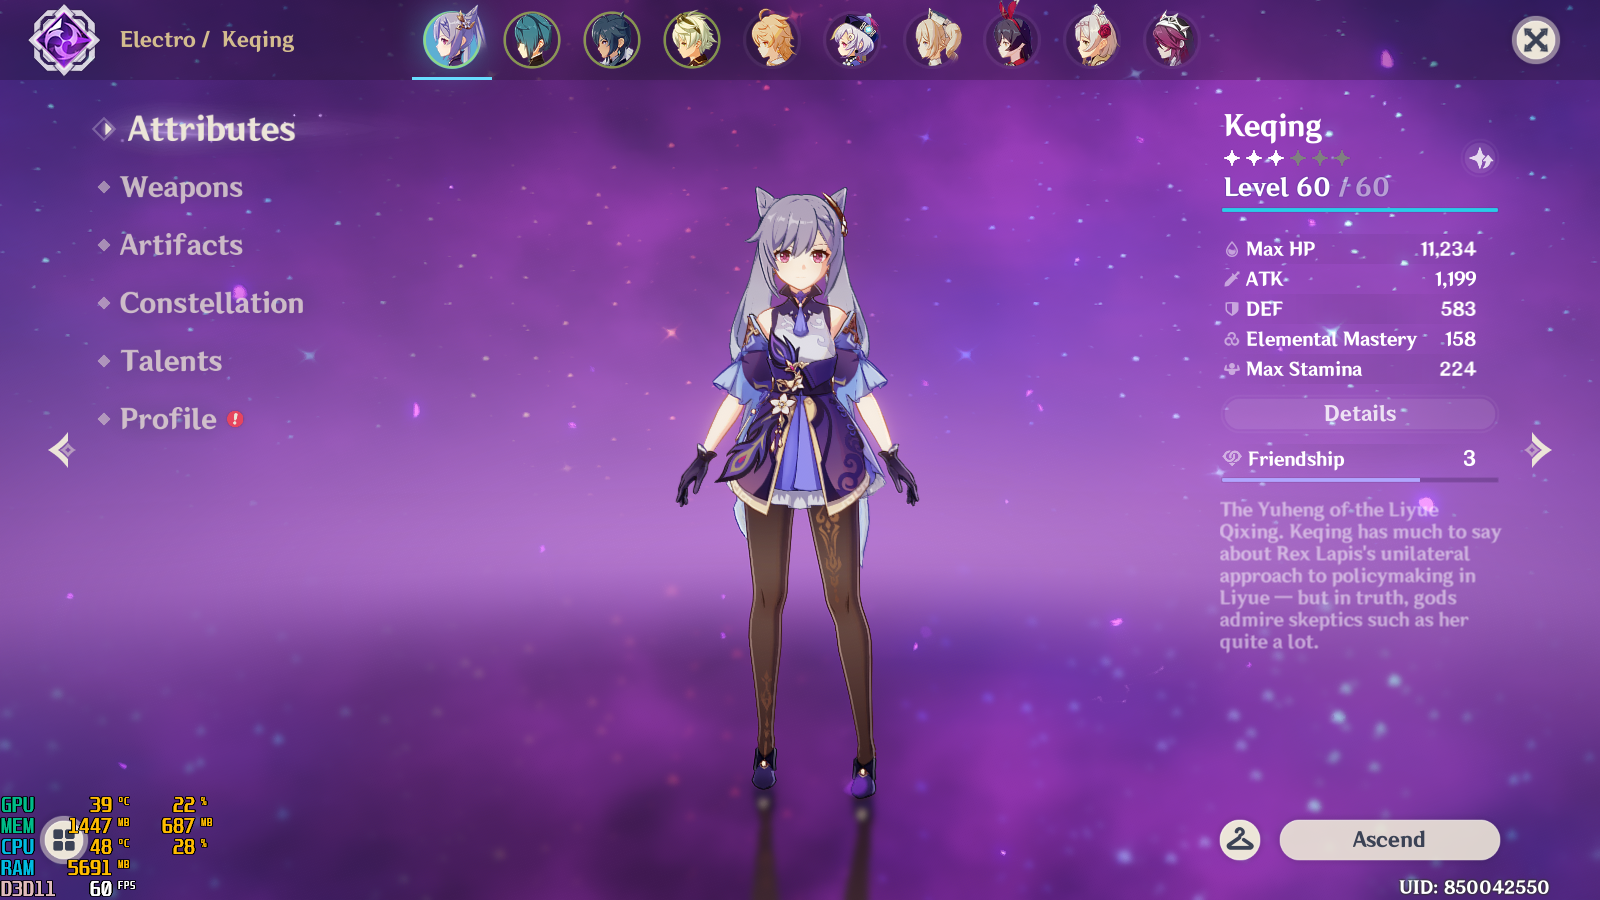 Electro / Keqing
Attributes
Weapons
Artifacts
Constellation
Talents
Profile
Keqing
Level 60 / 60
Max HP 11,234
ATK 1,199
DEF 583
Elemental Mastery 158
Max Stamina 224
Details
Friendship 3
The Yuheng of the Liyue
Qixing. Keqing has much to say
about Rex Lapis's unilateral
approach to policymaking in
Liyue — but in truth, gods
admire skeptics such as her
quite a lot.
Ascend
UID: 850042550
GPU 39 °C 22 %
MEM 1447 MB 687 MB
CPU 48 °C 28 %
RAM 5691 MB
D3D11 60 FPS